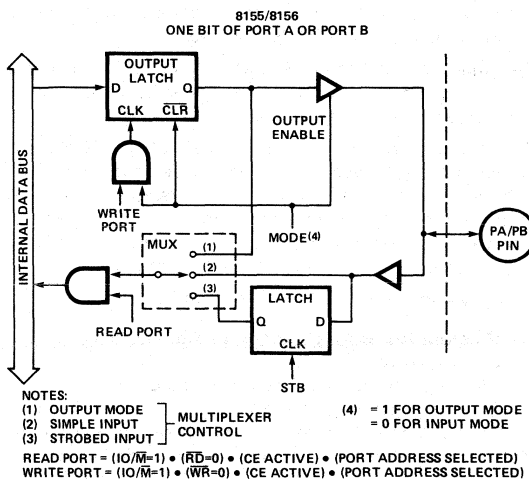 8155/8156
ONE BIT OF PORT A OR PORT B
INTERNAL DATA BUS
OUTPUT
LATCH
D
Q
CLK
C̅L̅R̅
OUTPUT
ENABLE
WRITE
PORT
MODE(4)
MUX
(1)
(2)
(3)
READ PORT
LATCH
Q
D
CLK
STB
PA/PB
PIN
NOTES:
(1) OUTPUT MODE
(2) SIMPLE INPUT
(3) STROBED INPUT
MULTIPLEXER
CONTROL
(4) = 1 FOR OUTPUT MODE
= 0 FOR INPUT MODE
READ PORT = (IO/M̅=1) • (R̅D̅=0) • (CE ACTIVE) • (PORT ADDRESS SELECTED)
WRITE PORT = (IO/M̅=1) • (W̅R̅=0) • (CE ACTIVE) • (PORT ADDRESS SELECTED)